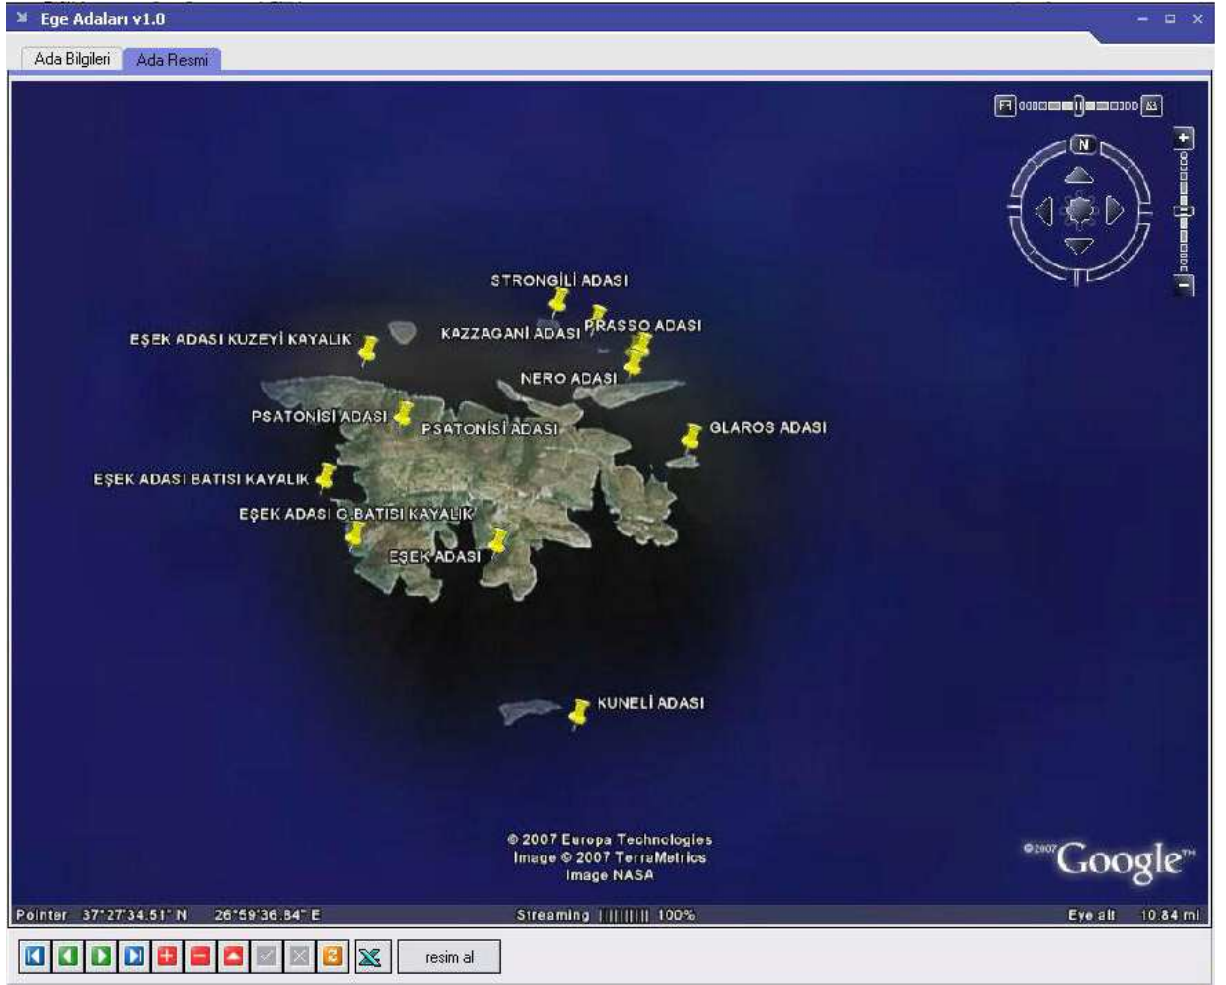 Ege Adaları v1.0
Ada Bilgileri
Ada Resmi
N
STRONGİLİ ADASI
PRASSO ADASI
KAZZAGANİ ADASI
EŞEK ADASI KUZEYİ KAYALIK
NERO ADASI
PSATONİSİ ADASI
PSATONİSİ ADASI
GLAROS ADASI
EŞEK ADASI BATISI KAYALIK
EŞEK ADASI G.BATISI KAYALIK
EŞEK ADASI
KUNELİ ADASI
© 2007 Europa Technologies
Image © 2007 TerraMetrics
Image NASA
©2007 Google™
Pointer 37°27'34.51" N 26°59'36.84" E
Streaming 100%
Eye alt 10.84 mi
resim al